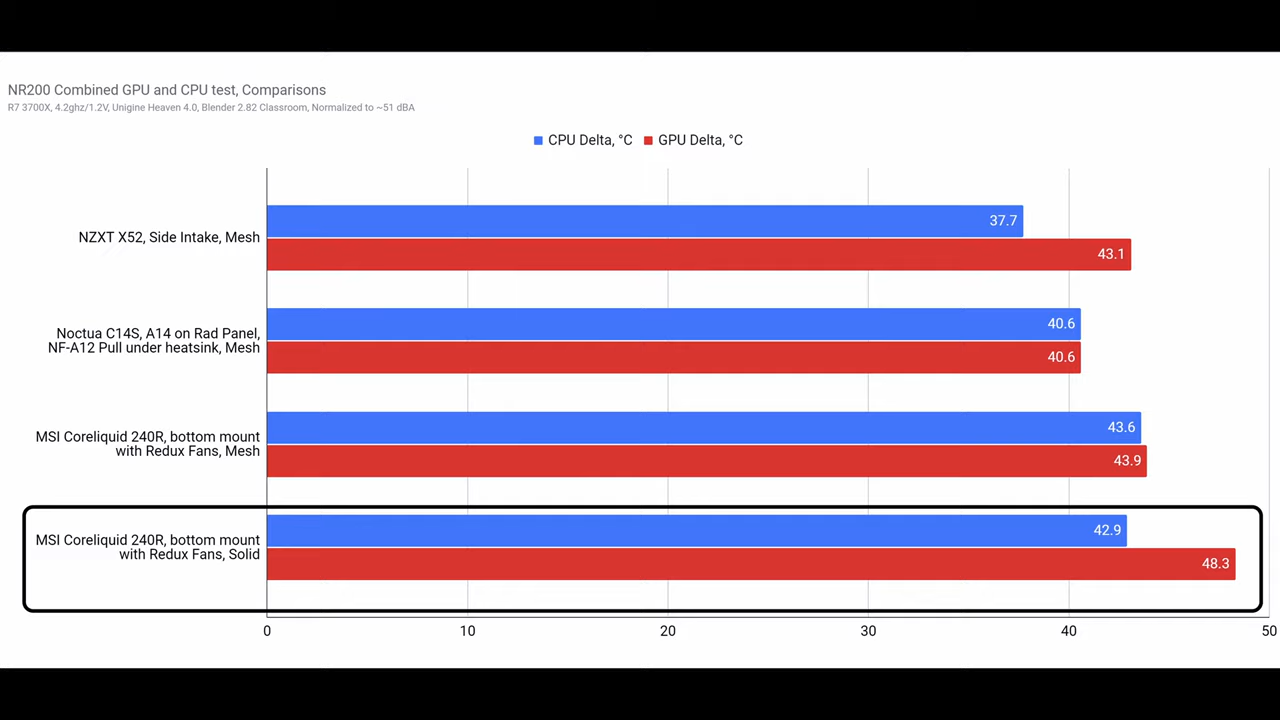 NR200 Combined GPU and CPU test, Comparisons
R7 3700X, 4.2ghz/1.2V, Unigine Heaven 4.0, Blender 2.82 Classroom, Normalized to ~51 dBA
CPU Delta, °C GPU Delta, °C
NZXT X52, Side Intake, Mesh
37.7
43.1
Noctua C14S, A14 on Rad Panel,
NF-A12 Pull under heatsink, Mesh
40.6
40.6
MSI Coreliquid 240R, bottom mount
with Redux Fans, Mesh
43.6
43.9
MSI Coreliquid 240R, bottom mount
with Redux Fans, Solid
42.9
48.3
0 10 20 30 40 50